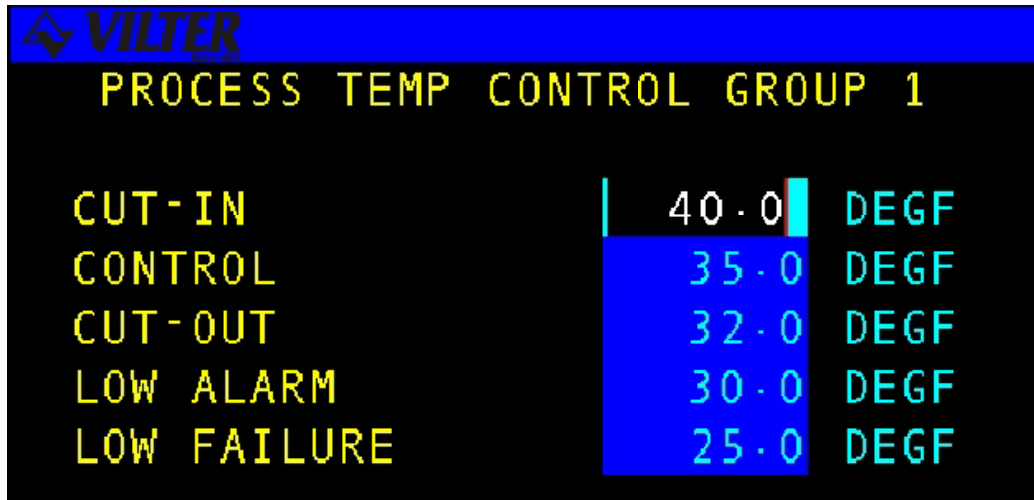 VILTER
PROCESS TEMP CONTROL GROUP 1
CUT-IN 40.0 DEGF
CONTROL 35.0 DEGF
CUT-OUT 32.0 DEGF
LOW ALARM 30.0 DEGF
LOW FAILURE 25.0 DEGF